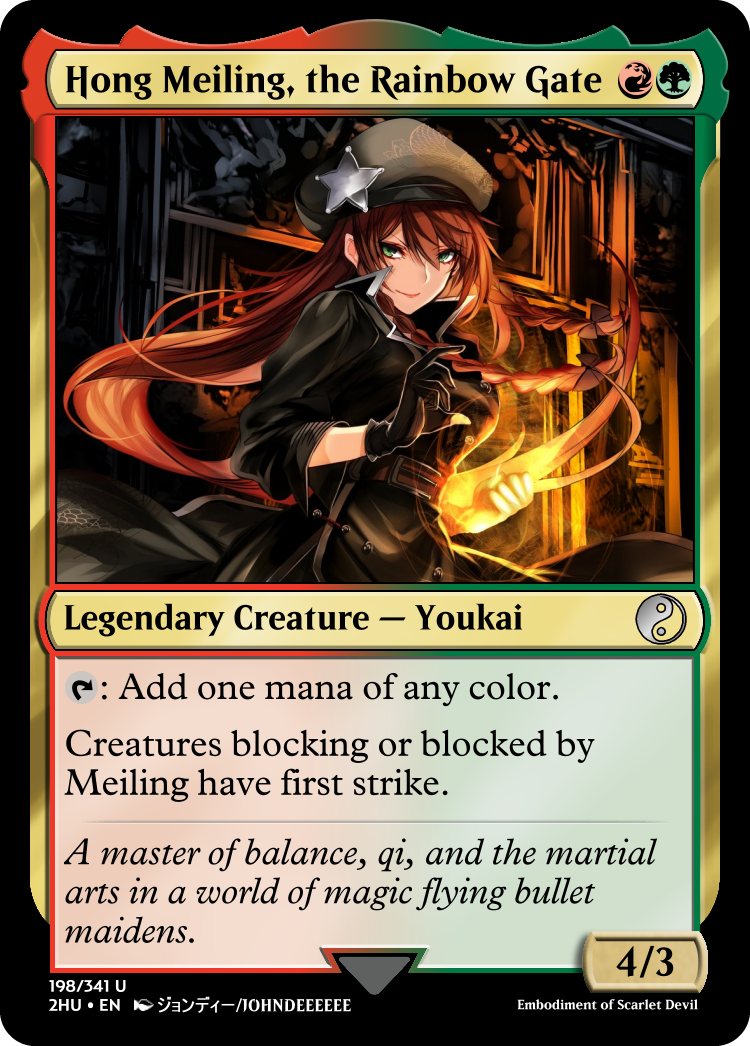 Hong Meiling, the Rainbow Gate
Legendary Creature — Youkai
: Add one mana of any color.
Creatures blocking or blocked by
Meiling have first strike.
A master of balance, qi, and the martial
arts in a world of magic flying bullet
maidens.
4/3
198/341 U
2HU • EN ジョンディー/JOHNDEEEEEE
Embodiment of Scarlet Devil